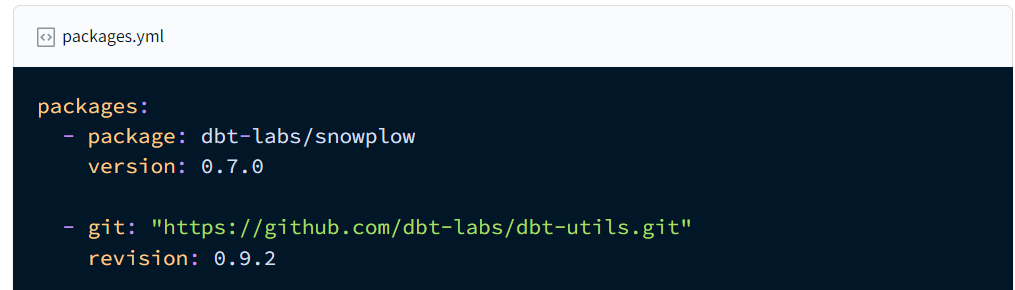 packages.yml
packages:
- package: dbt-labs/snowplow
version: 0.7.0
- git: "https://github.com/dbt-labs/dbt-utils.git"
revision: 0.9.2